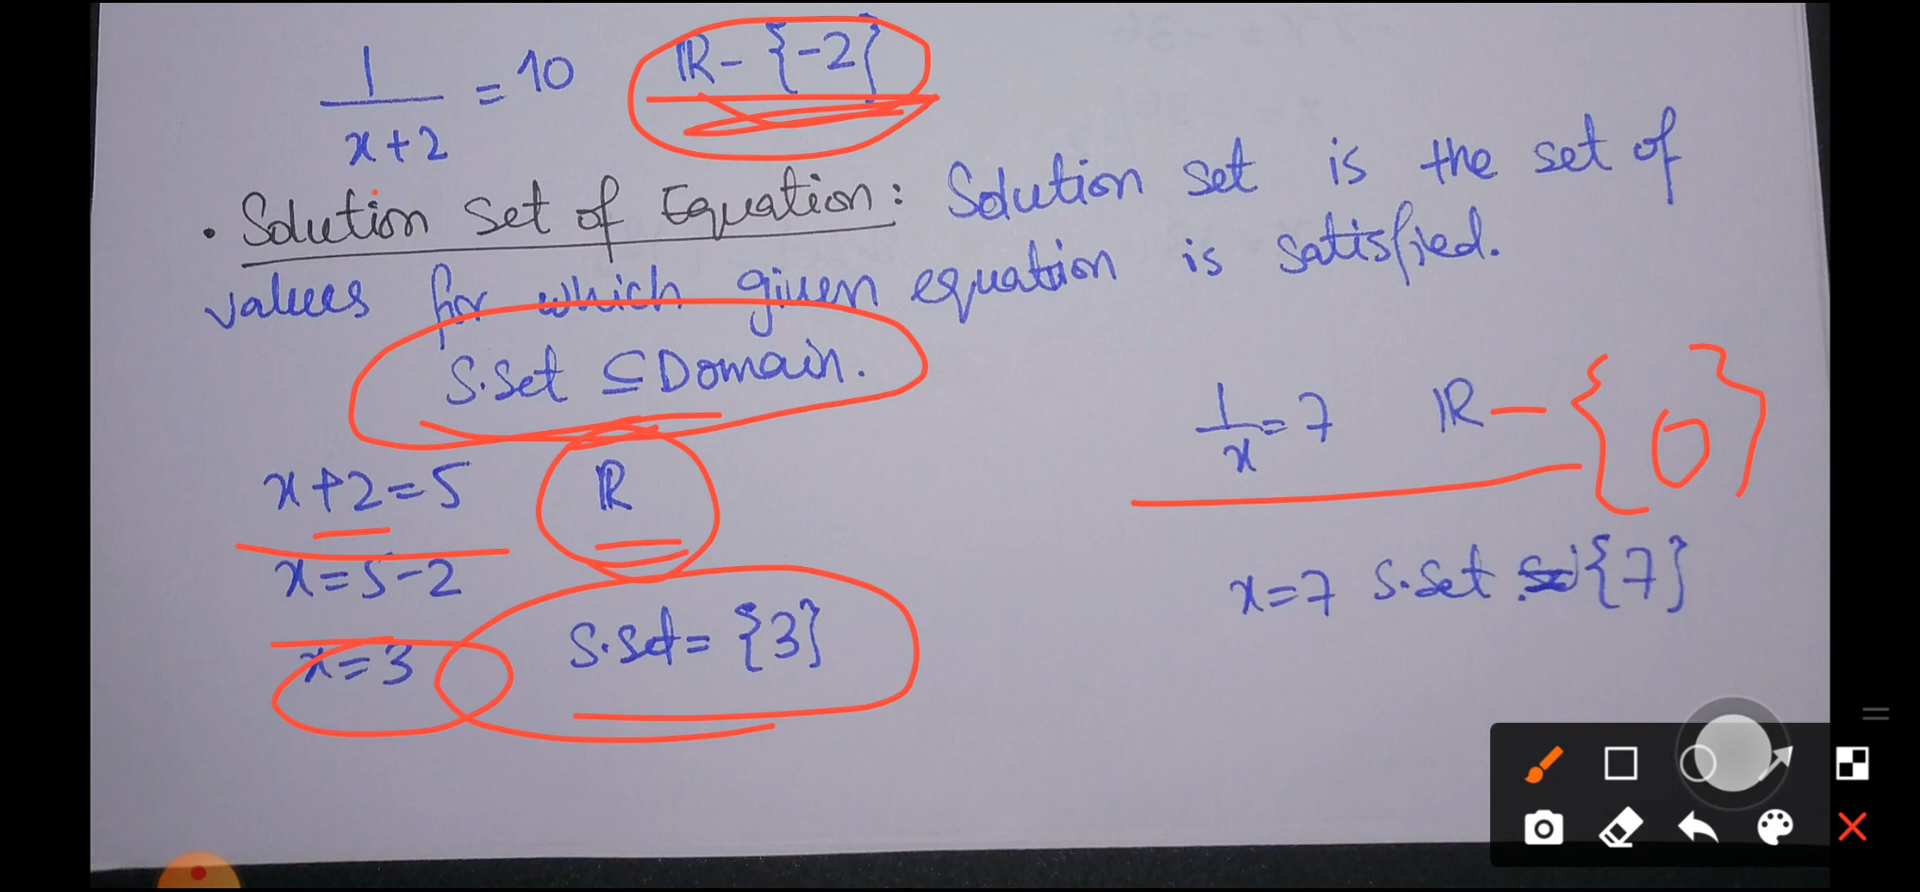 1/x+2 = 10 ℝ- {-2}
• Solution Set of Equation: Solution set is the set of
values for which given equation is satisfied.
S.Set ⊆ Domain.
x+2=5 ℝ
x=5-2
x=3 S.Set= {3}
1/x=7 ℝ-{0}
x=7 S.Set {7}